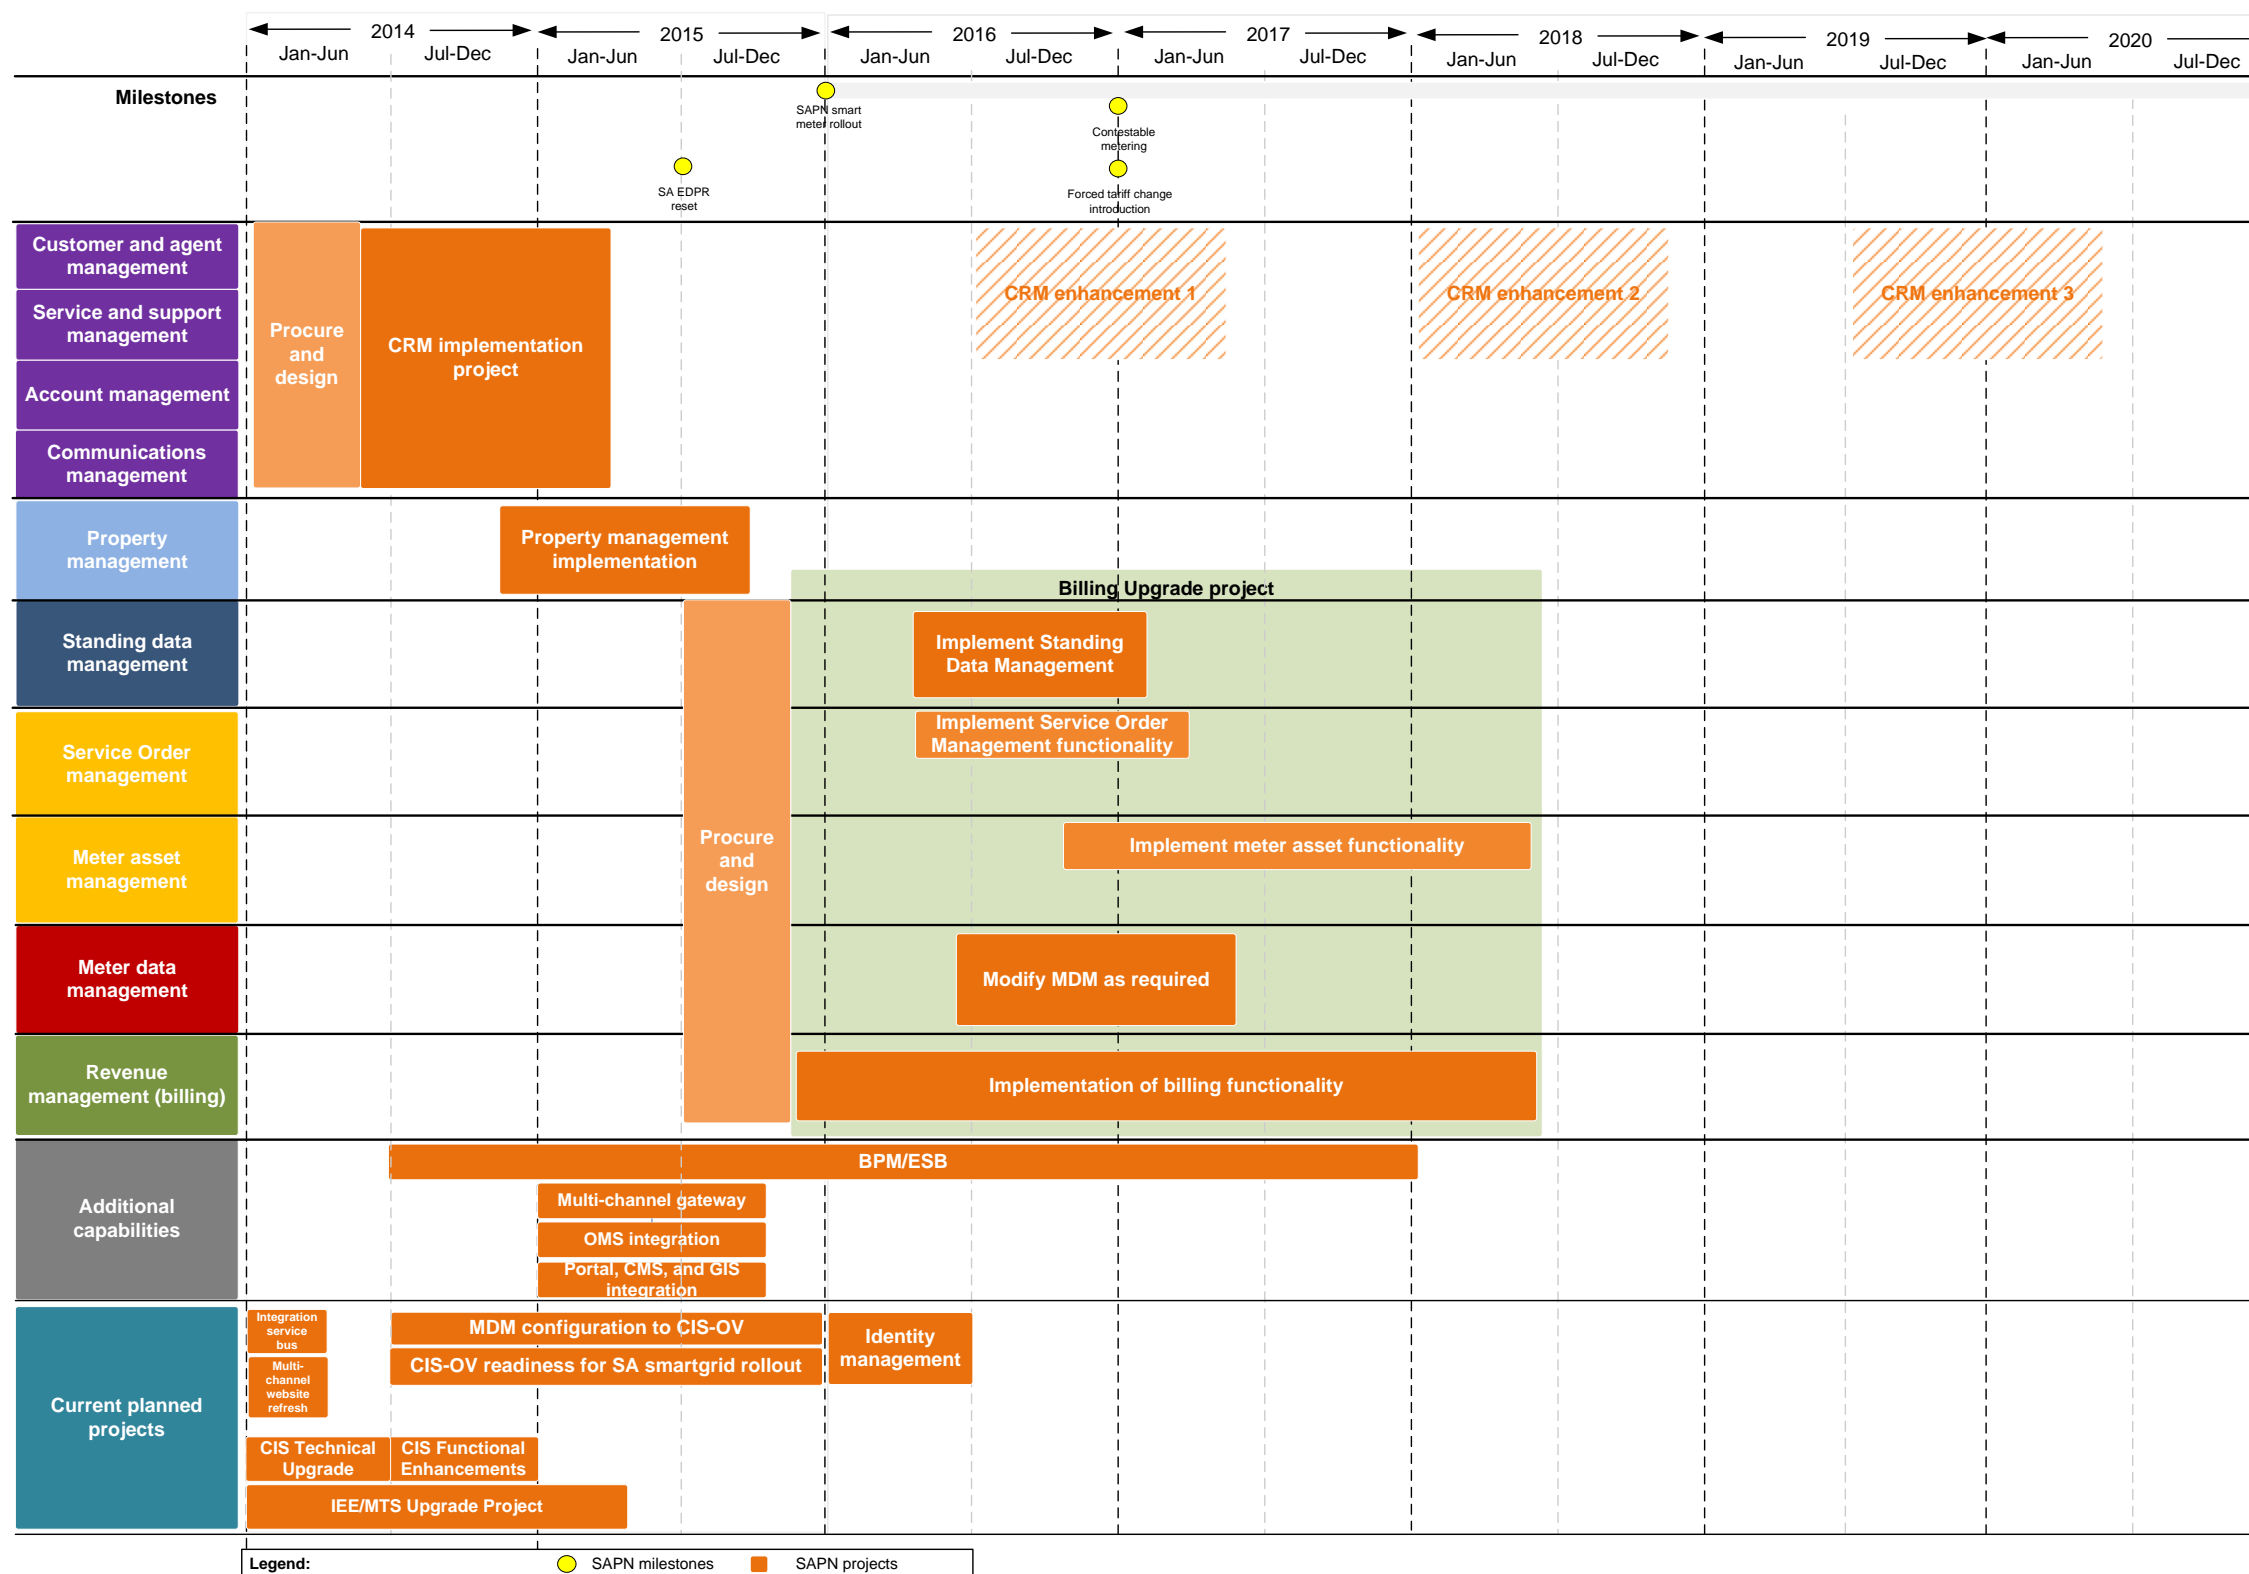 2014
2015
2016
2017
2018
2019
2020
Jan-Jun
Jul-Dec
Jan-Jun
Jul-Dec
Jan-Jun
Jul-Dec
Jan-Jun
Jul-Dec
Jan-Jun
Jul-Dec
Jan-Jun
Jul-Dec
Jan-Jun
Jul-Dec
Milestones
SAPN smart
meter rollout
Contestable
metering
SA EDPR
reset
Forced tariff change
introduction
Customer and agent
management
Service and support
management
Account management
Communications
management
Procure
and
design
CRM implementation
project
CRM enhancement 1
CRM enhancement 2
CRM enhancement 3
Property
management
Property management
implementation
Billing Upgrade project
Standing data
management
Implement Standing
Data Management
Service Order
management
Implement Service Order
Management functionality
Meter asset
management
Procure
and
design
Implement meter asset functionality
Meter data
management
Modify MDM as required
Revenue
management (billing)
Implementation of billing functionality
Additional
capabilities
BPM/ESB
Multi-channel gateway
OMS integration
Portal, CMS, and GIS
integration
Current planned
projects
Integration
service
bus
Multi-
channel
website
refresh
MDM configuration to CIS-OV
CIS-OV readiness for SA smartgrid rollout
Identity
management
CIS Technical
Upgrade
CIS Functional
Enhancements
IEE/MTS Upgrade Project
Legend:
SAPN milestones
SAPN projects